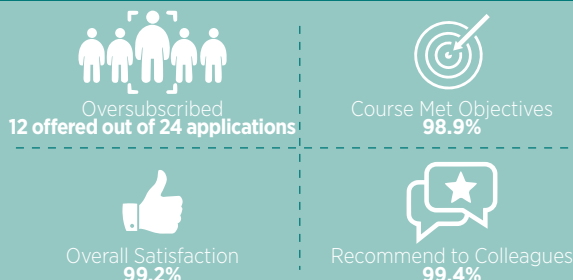 Oversubscribed
12 offered out of 24 applications
Course Met Objectives
98.9%
Overall Satisfaction
99.2%
Recommend to Colleagues
99.4%